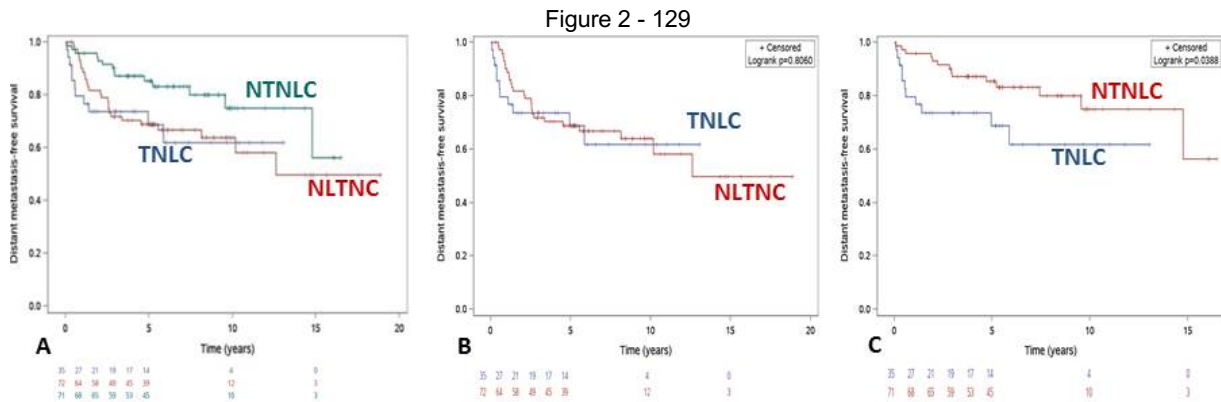 Figure 2 - 129
Distant metastasis-free survival
1.0
0.8
0.6
0.4
0.2
0.0
NTNLC
TNLC
NLTNC
0 5 10 15 20
Time (years)
A
35 27 21 19 17 14 4 0
72 64 58 49 45 39 12 3
71 68 65 59 53 45 10 3
Distant metastasis-free survival
1.0
0.8
0.6
0.4
0.2
0.0
+ Censored
Logrank p=0.8060
TNLC
NLTNC
0 5 10 15 20
Time (years)
B
35 27 21 19 17 14 4 0
72 64 58 49 45 39 12 3
Distant metastasis-free survival
1.0
0.8
0.6
0.4
0.2
0.0
+ Censored
Logrank p=0.0388
NTNLC
TNLC
0 5 10 15
Time (years)
C
35 27 21 19 17 14 4 0
71 68 65 59 53 45 10 3